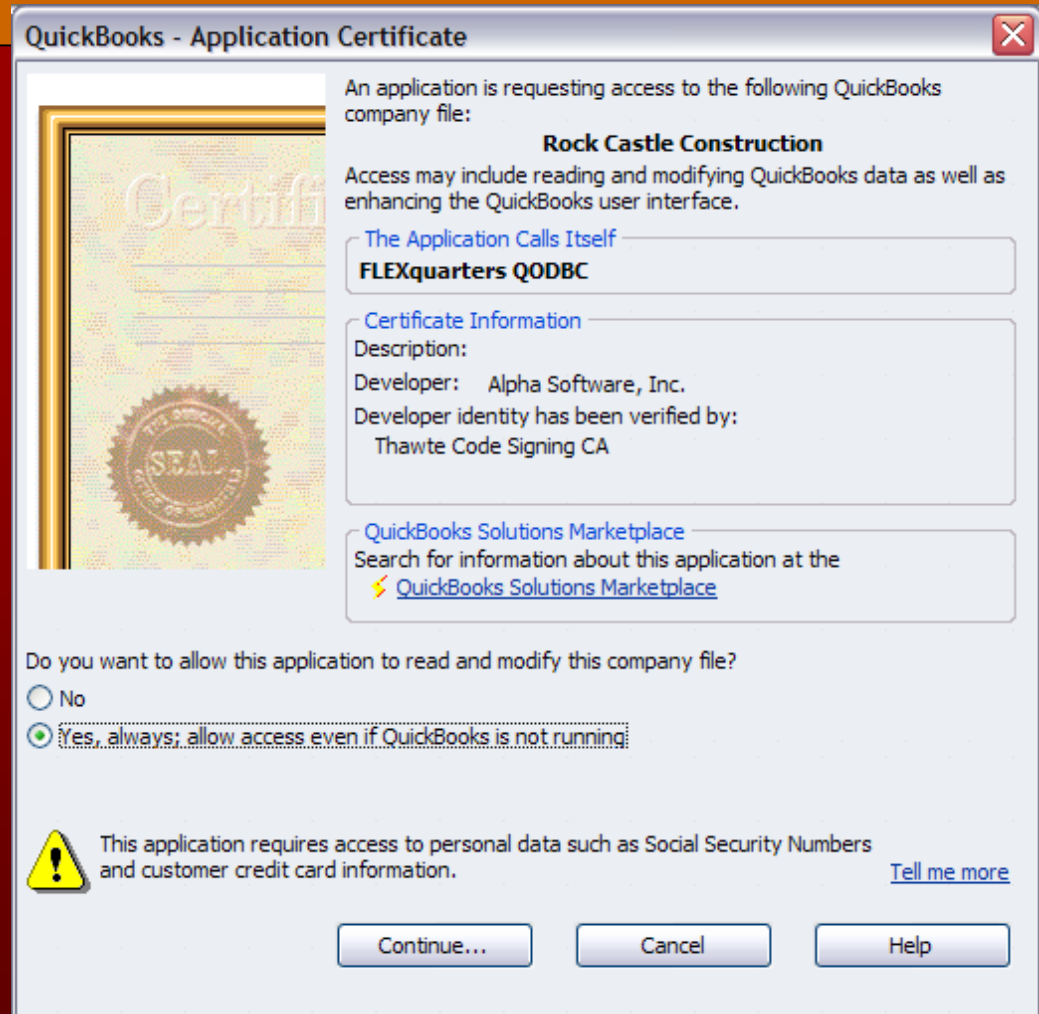 QuickBooks - Application Certificate
An application is requesting access to the following QuickBooks
company file:
Rock Castle Construction
Access may include reading and modifying QuickBooks data as well as
enhancing the QuickBooks user interface.
The Application Calls Itself
FLEXquarters QODBC
Certificate Information
Description:
Developer: Alpha Software, Inc.
Developer identity has been verified by:
Thawte Code Signing CA
QuickBooks Solutions Marketplace
Search for information about this application at the
QuickBooks Solutions Marketplace
Certifi
SEAL
Do you want to allow this application to read and modify this company file?
No
Yes, always; allow access even if QuickBooks is not running
This application requires access to personal data such as Social Security Numbers
and customer credit card information.
Tell me more
Continue... Cancel Help